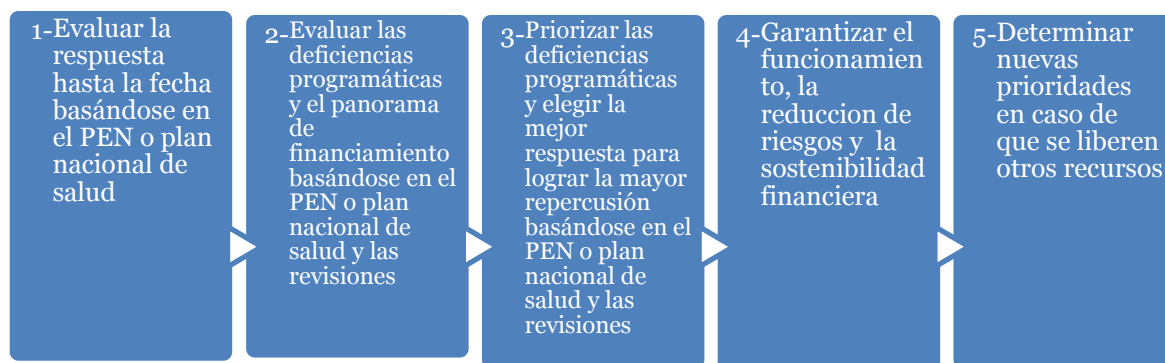 1-Evaluar la
respuesta
hasta la fecha
basándose en
el PEN o plan
nacional de
salud
2-Evaluar las
deficiencias
programáticas
y el panorama
de
financiamiento
basándose en el
PEN o plan
nacional de
salud y las
revisiones
3-Priorizar las
deficiencias
programáticas
y elegir la
mejor
respuesta para
lograr la mayor
repercusión
basándose en el
PEN o plan
nacional de
salud y las
revisiones
4-Garantizar el
funcionamien
to, la
reduccion de
riesgos y la
sostenibilidad
financiera
5-Determinar
nuevas
prioridades
en caso de
que se liberen
otros recursos